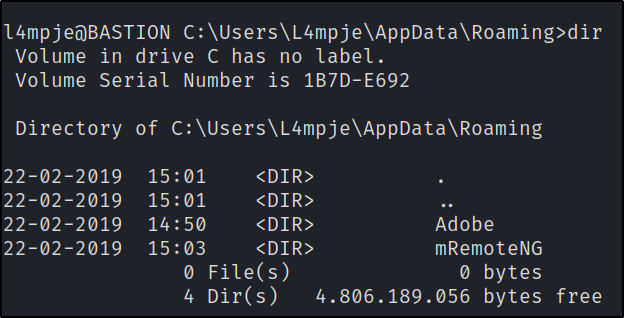 l4mpje@BASTION C:\Users\L4mpje\AppData\Roaming>dir
 Volume in drive C has no label.
 Volume Serial Number is 1B7D-E692

 Directory of C:\Users\L4mpje\AppData\Roaming

22-02-2019  15:01    <DIR>          .
22-02-2019  15:01    <DIR>          ..
22-02-2019  14:50    <DIR>          Adobe
22-02-2019  15:03    <DIR>          mRemoteNG
               0 File(s)              0 bytes
               4 Dir(s)   4.806.189.056 bytes free